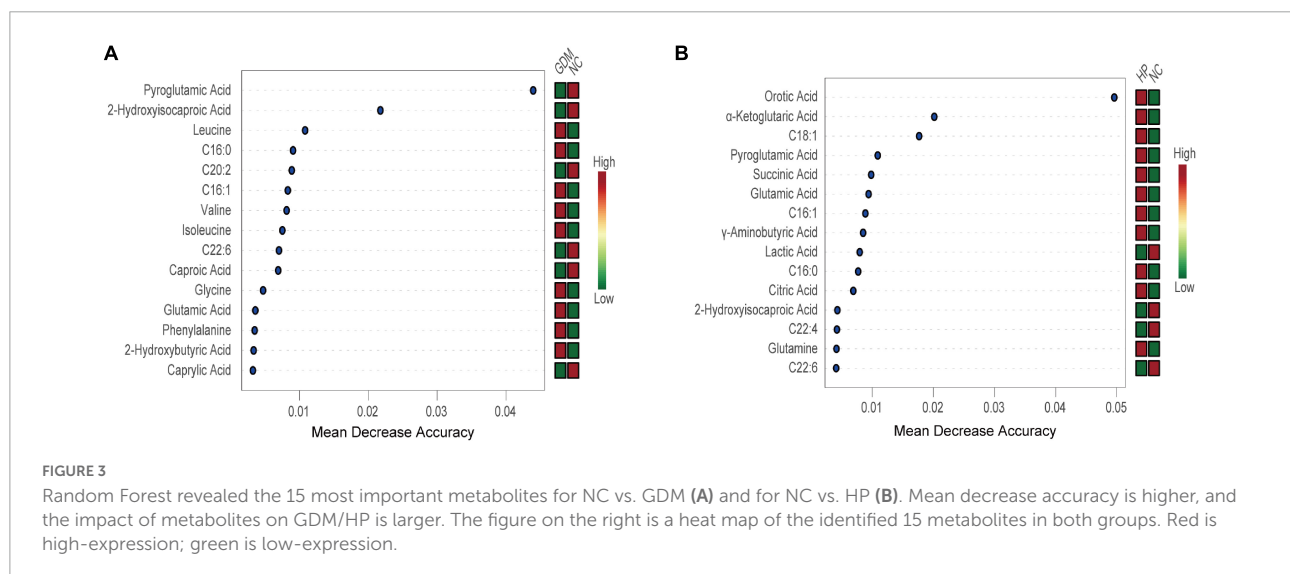 A
GDM
NC
Pyroglutamic Acid
2-Hydroxyisocaproic Acid
Leucine
C16:0
C20:2
C16:1
Valine
Isoleucine
C22:6
Caproic Acid
Glycine
Glutamic Acid
Phenylalanine
2-Hydroxybutyric Acid
Caprylic Acid
High
Low
0.01 0.02 0.03 0.04
Mean Decrease Accuracy
B
HP
NC
Orotic Acid
α-Ketoglutaric Acid
C18:1
Pyroglutamic Acid
Succinic Acid
Glutamic Acid
C16:1
γ-Aminobutyric Acid
Lactic Acid
C16:0
Citric Acid
2-Hydroxyisocaproic Acid
C22:4
Glutamine
C22:6
High
Low
0.01 0.02 0.03 0.04 0.05
Mean Decrease Accuracy
FIGURE 3
Random Forest revealed the 15 most important metabolites for NC vs. GDM (A) and for NC vs. HP (B). Mean decrease accuracy is higher, and
the impact of metabolites on GDM/HP is larger. The figure on the right is a heat map of the identified 15 metabolites in both groups. Red is
high-expression; green is low-expression.